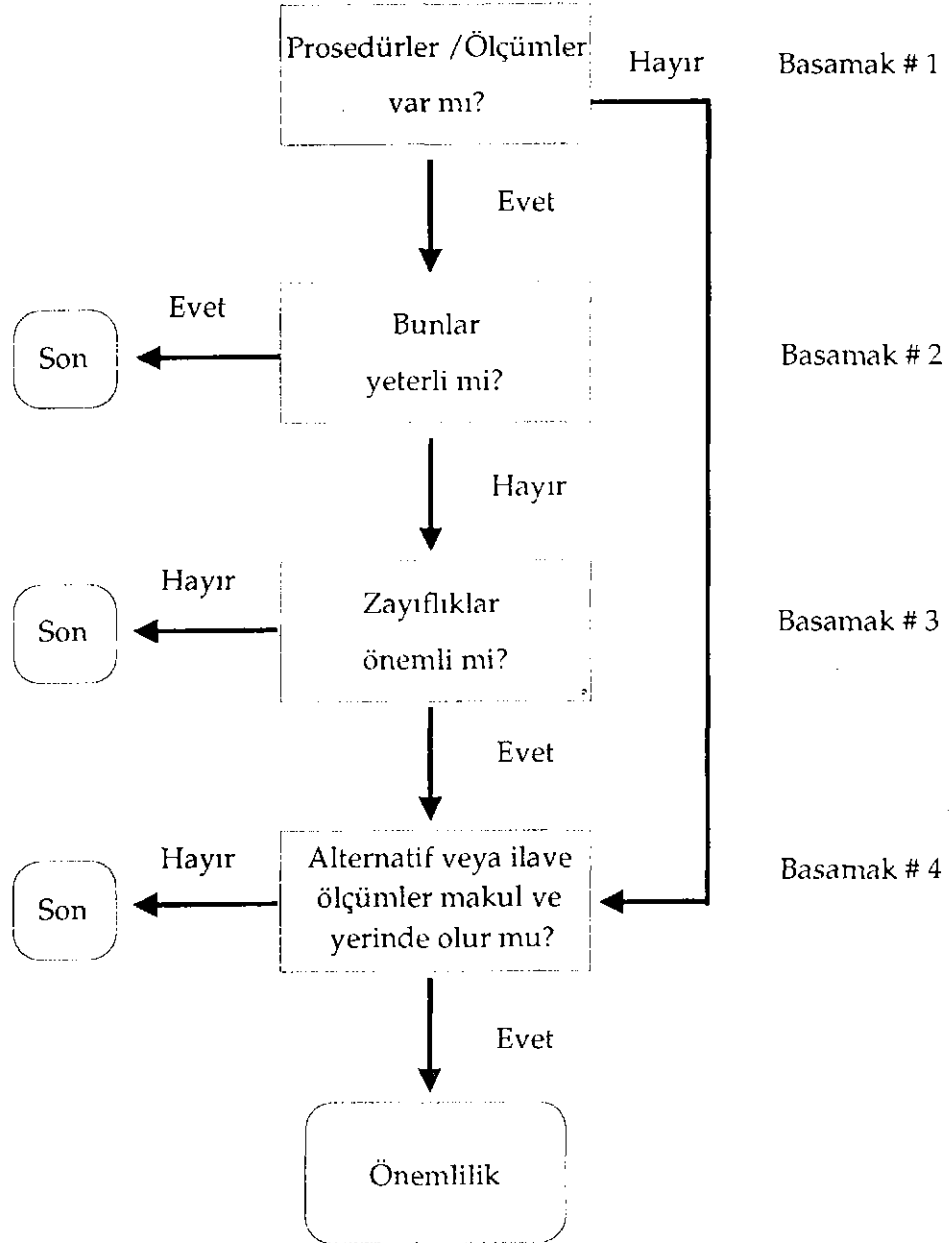 Prosedürler /Ölçümler
var mı?
Hayır
Basamak # 1
Evet
Evet
Son
Bunlar
yeterli mi?
Basamak # 2
Hayır
Hayır
Son
Zayıflıklar
önemli mi?
Basamak # 3
Evet
Hayır
Son
Alternatif veya ilave
ölçümler makul ve
yerinde olur mu?
Basamak # 4
Evet
Önemlilik